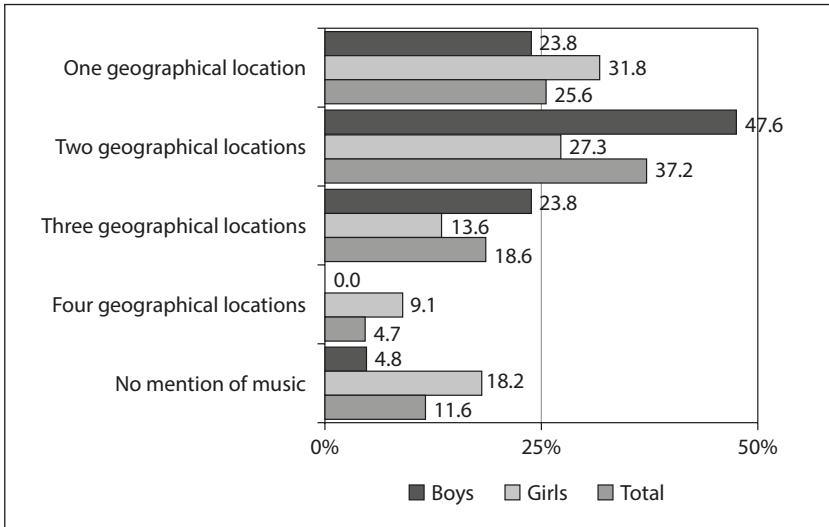 One geographical location
23.8
31.8
25.6
Two geographical locations
47.6
27.3
37.2
Three geographical locations
23.8
13.6
18.6
Four geographical locations
0.0
9.1
4.7
No mention of music
4.8
18.2
11.6
0% 25% 50%
Boys Girls Total